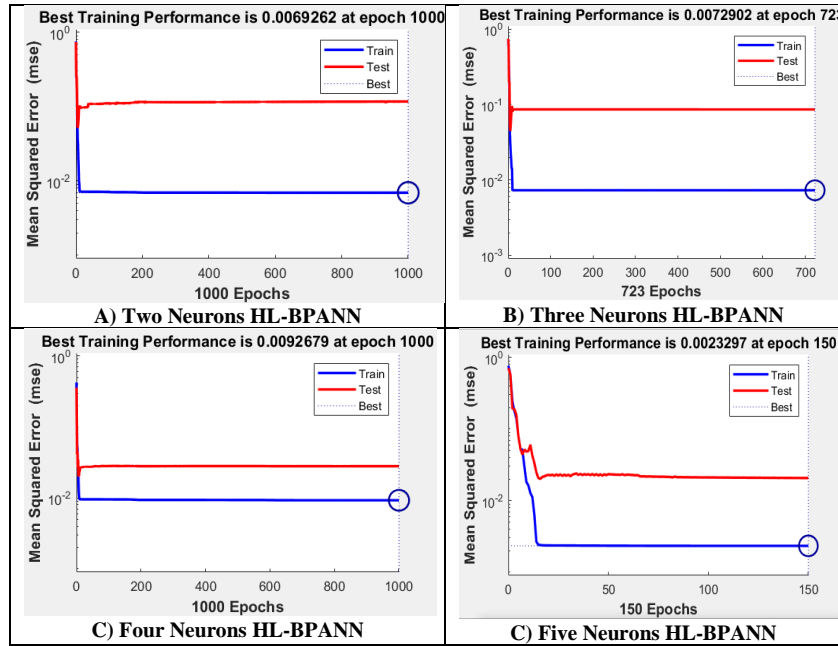 Best Training Performance is 0.0069262 at epoch 1000
Mean Squared Error (mse)
10^0
10^-2
Train
Test
Best
0 200 400 600 800 1000
1000 Epochs
A) Two Neurons HL-BPANN
Best Training Performance is 0.0072902 at epoch 723
Mean Squared Error (mse)
10^0
10^-1
10^-2
10^-3
Train
Test
Best
0 100 200 300 400 500 600 700
723 Epochs
B) Three Neurons HL-BPANN
Best Training Performance is 0.0092679 at epoch 1000
Mean Squared Error (mse)
10^0
10^-2
Train
Test
Best
0 200 400 600 800 1000
1000 Epochs
C) Four Neurons HL-BPANN
Best Training Performance is 0.0023297 at epoch 150
Mean Squared Error (mse)
10^0
10^-2
Train
Test
Best
0 50 100 150
150 Epochs
C) Five Neurons HL-BPANN